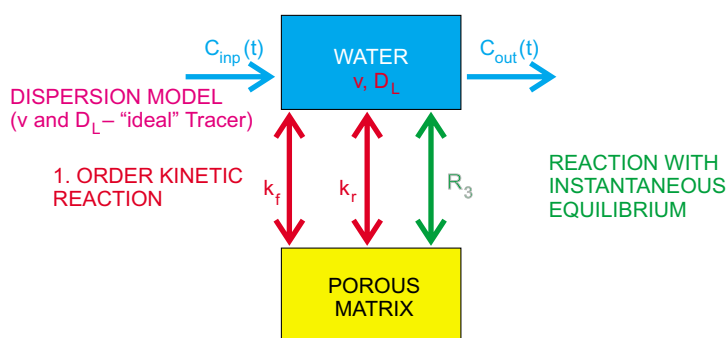 C_inp(t)
WATER
v, D_L
C_out(t)
DISPERSION MODEL
(v and D_L – “ideal” Tracer)
1. ORDER KINETIC
REACTION
k_f
k_r
R_3
REACTION WITH
INSTANTANEOUS
EQUILIBRIUM
POROUS
MATRIX